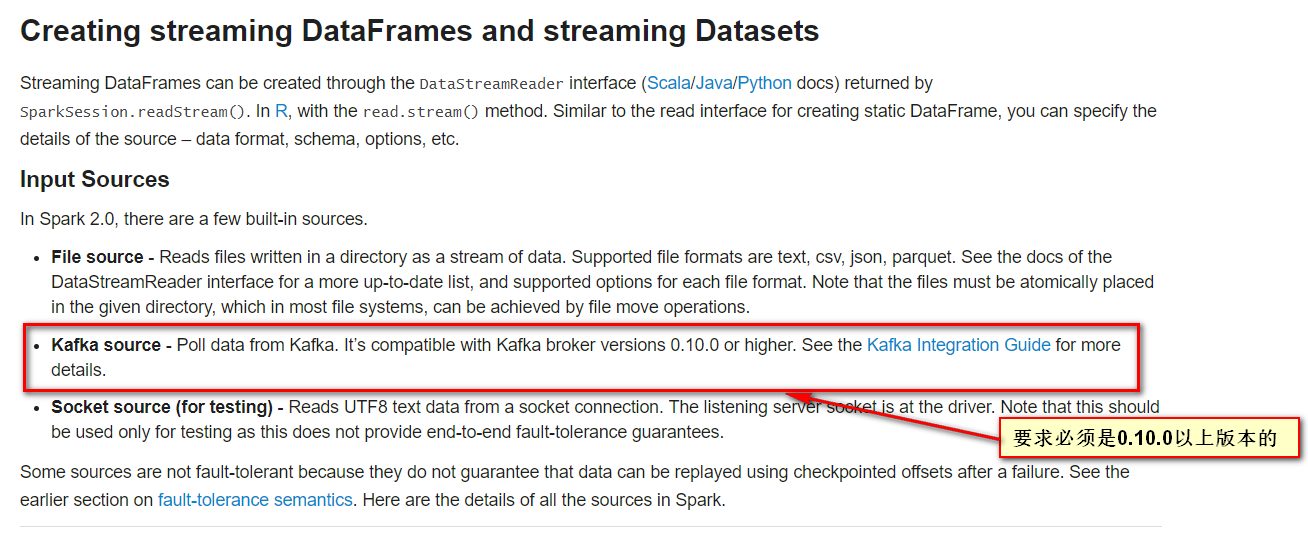 Creating streaming DataFrames and streaming Datasets
Streaming DataFrames can be created through the DataStreamReader interface (Scala/Java/Python docs) returned by
SparkSession.readStream(). In R, with the read.stream() method. Similar to the read interface for creating static DataFrame, you can specify the
details of the source – data format, schema, options, etc.
Input Sources
In Spark 2.0, there are a few built-in sources.
• File source - Reads files written in a directory as a stream of data. Supported file formats are text, csv, json, parquet. See the docs of the
DataStreamReader interface for a more up-to-date list, and supported options for each file format. Note that the files must be atomically placed
in the given directory, which in most file systems, can be achieved by file move operations.
• Kafka source - Poll data from Kafka. It’s compatible with Kafka broker versions 0.10.0 or higher. See the Kafka Integration Guide for more
details.
• Socket source (for testing) - Reads UTF8 text data from a socket connection. The listening server socket is at the driver. Note that this should
be used only for testing as this does not provide end-to-end fault-tolerance guarantees.
要求必须是0.10.0以上版本的
Some sources are not fault-tolerant because they do not guarantee that data can be replayed using checkpointed offsets after a failure. See the
earlier section on fault-tolerance semantics. Here are the details of all the sources in Spark.